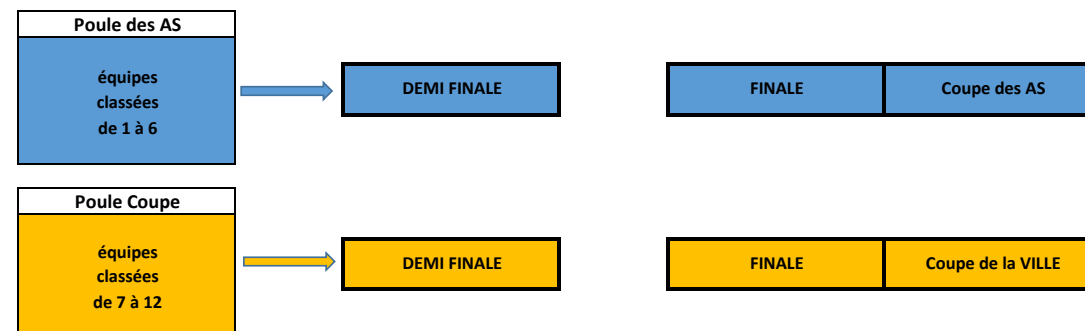 Poule des AS
équipes
classées
de 1 à 6
DEMI FINALE
FINALE
Coupe des AS
Poule Coupe
équipes
classées
de 7 à 12
DEMI FINALE
FINALE
Coupe de la VILLE